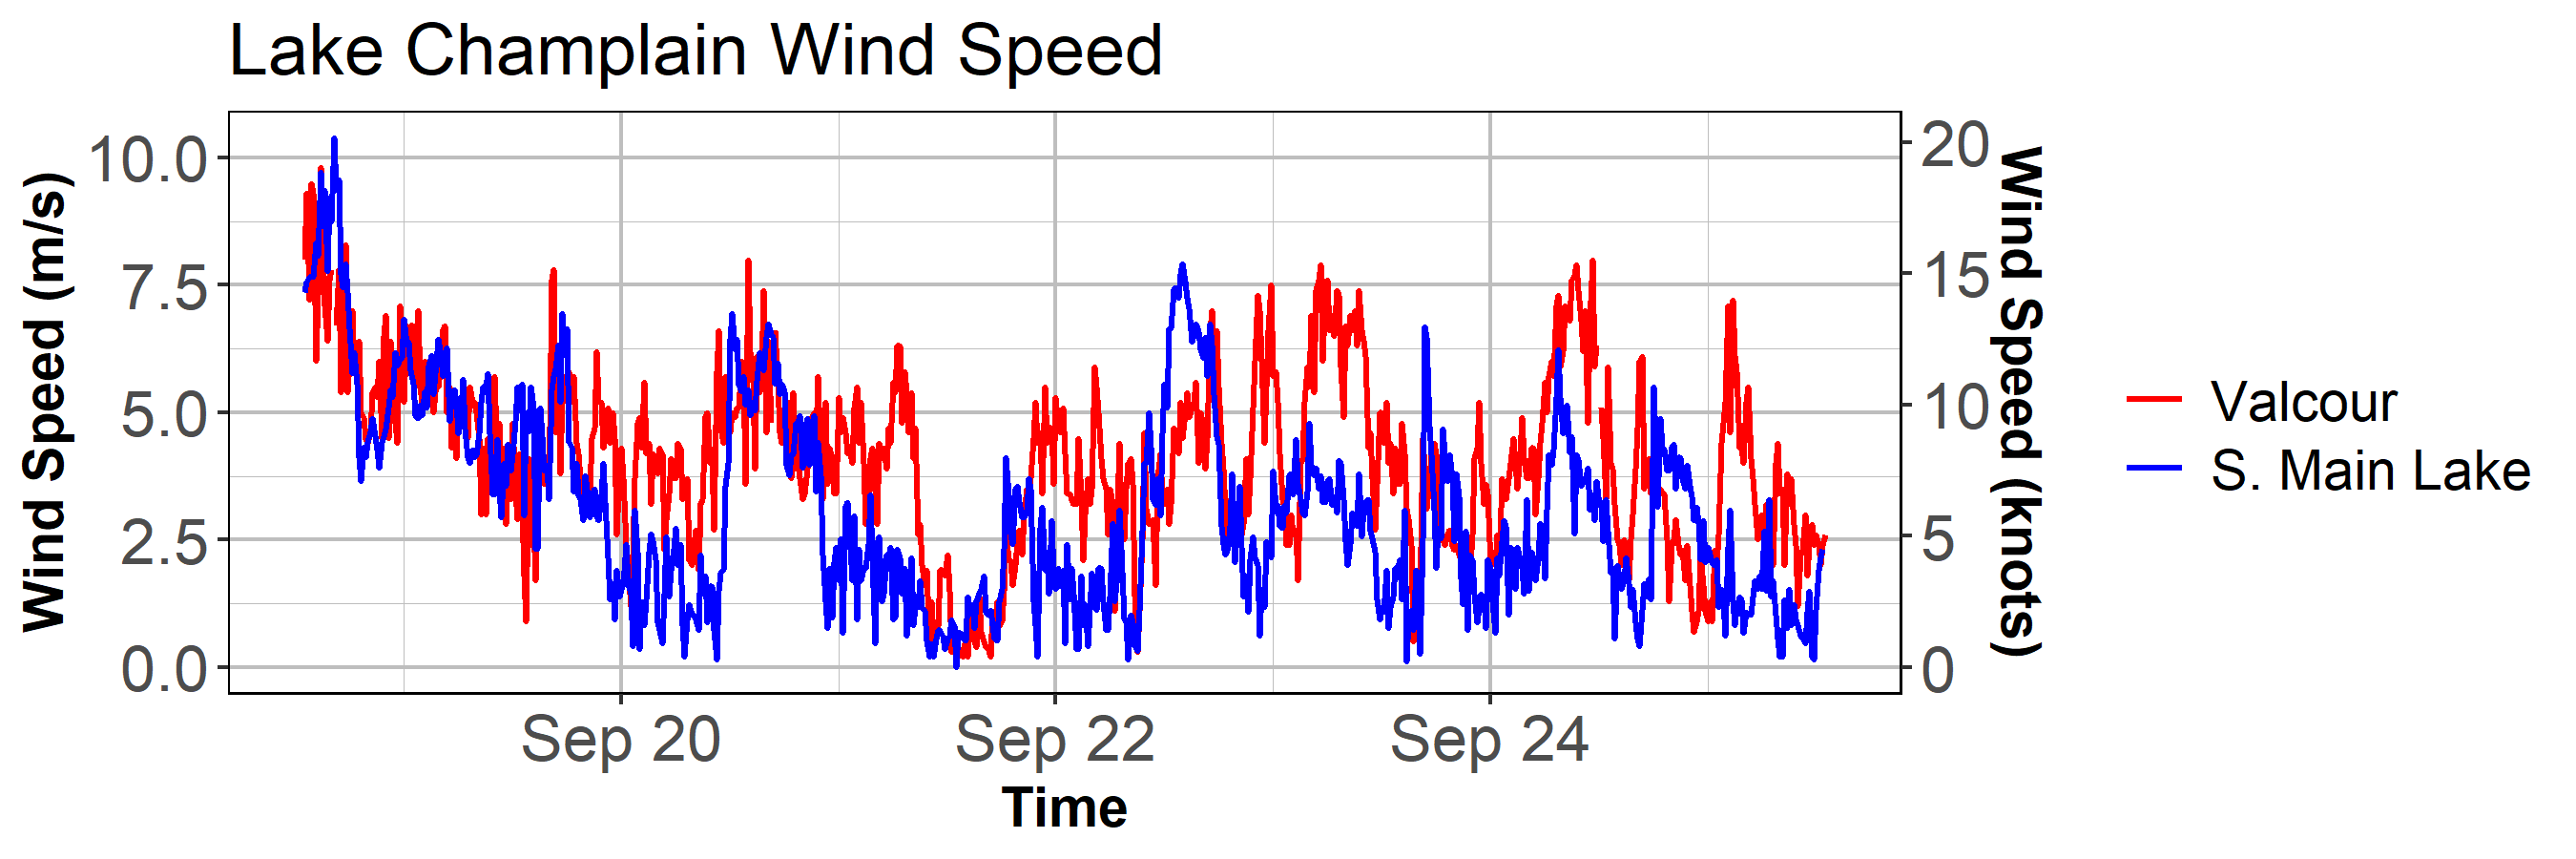 Lake Champlain Wind Speed
Wind Speed (m/s)
10.0
7.5
5.0
2.5
0.0
20
15
10
5
0
Wind Speed (knots)
Sep 20
Sep 22
Sep 24
Time
Valcour
S. Main Lake